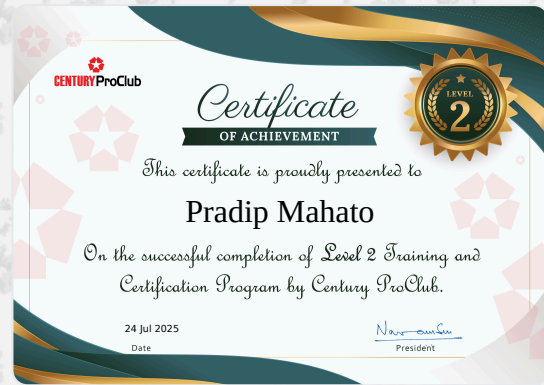 CENTURY ProClub
Certificate
LEVEL
2
OF ACHIEVEMENT
This certificate is proudly presented to
Pradip Mahato
On the successful completion of Level 2 Training and
Certification Program by Century ProClub.
24 Jul 2025
Date
President